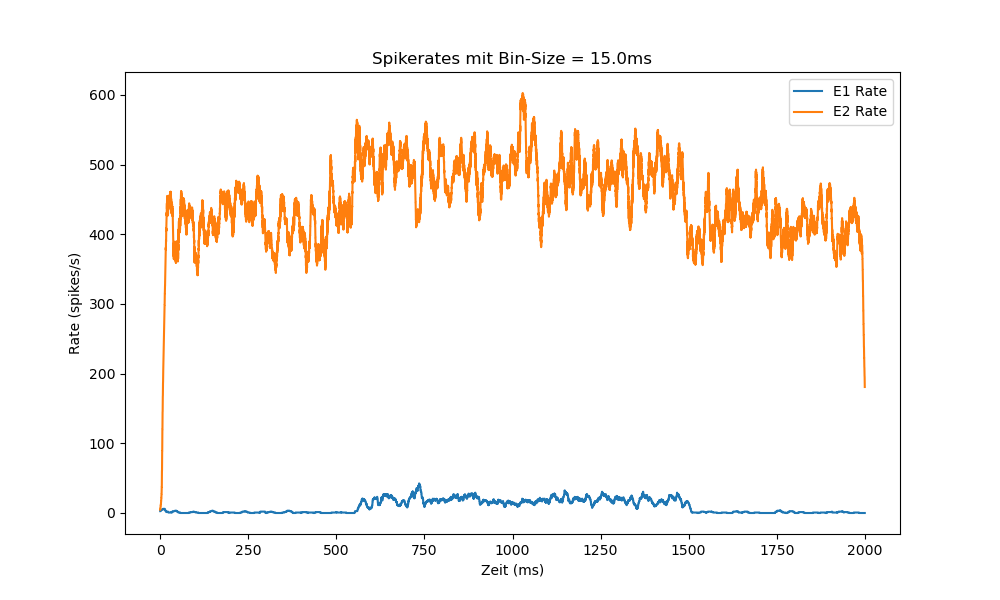 Spikerates mit Bin-Size = 15.0ms
E1 Rate
E2 Rate
Rate (spikes/s)
600
500
400
300
200
100
0
0 250 500 750 1000 1250 1500 1750 2000
Zeit (ms)